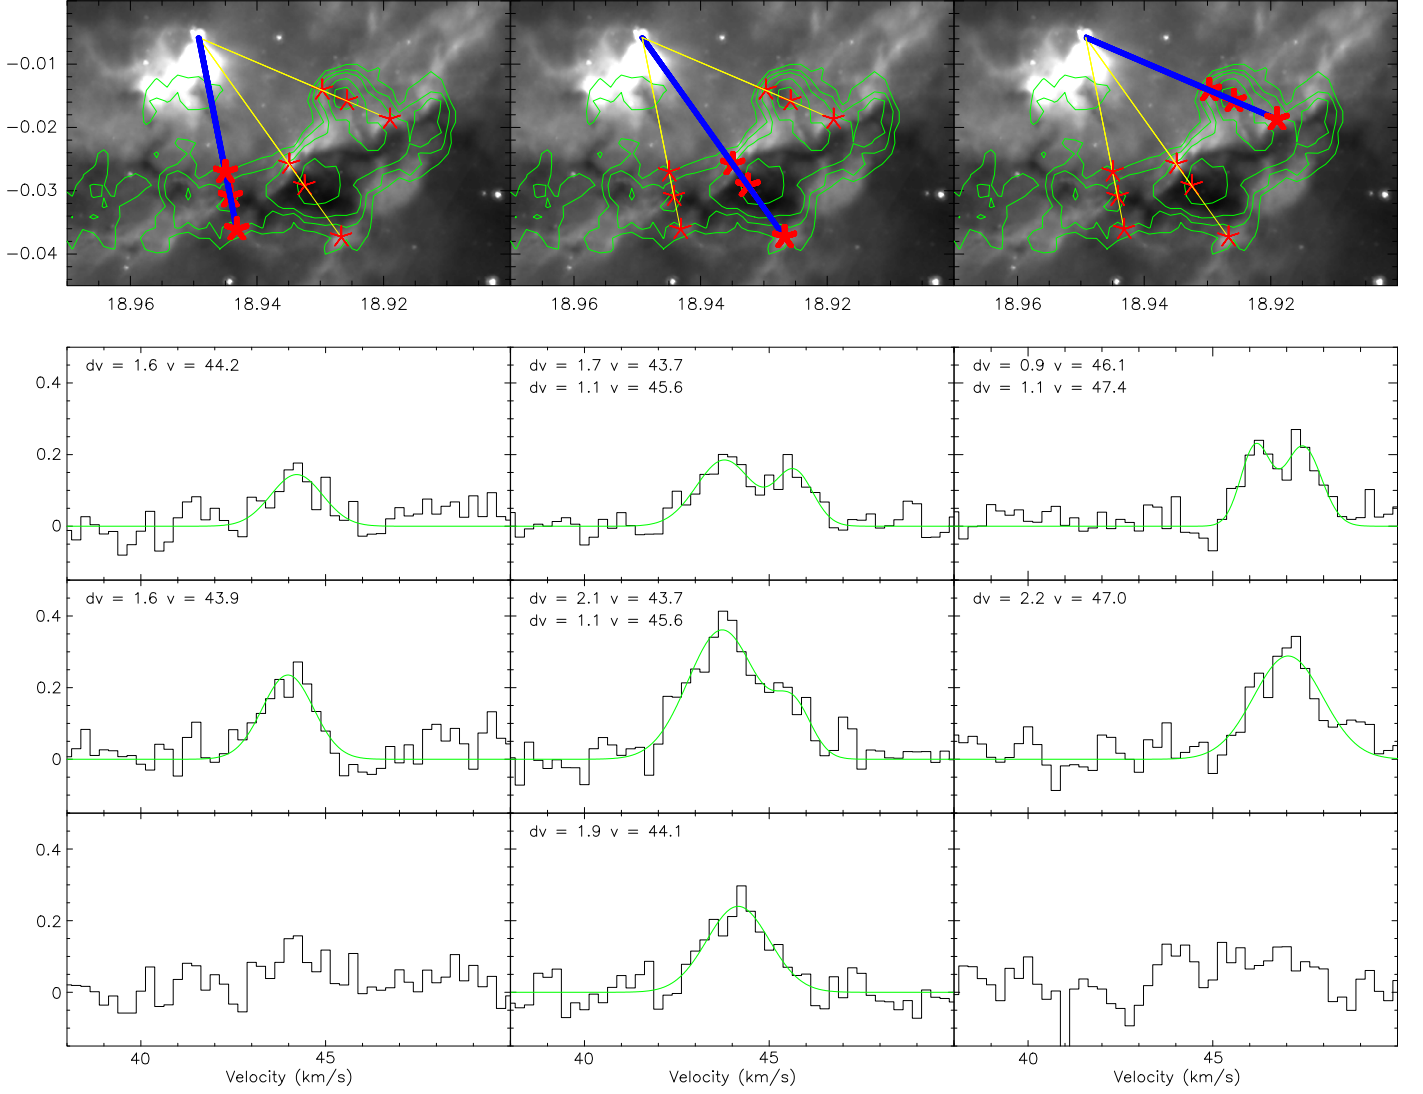 −0.01
−0.02
−0.03
−0.04
18.96 18.94 18.92 18.96 18.94 18.92 18.96 18.94 18.92
dv = 1.6 v = 44.2
dv = 1.7 v = 43.7
dv = 1.1 v = 45.6
dv = 0.9 v = 46.1
dv = 1.1 v = 47.4
0.4
0.2
0
dv = 1.6 v = 43.9
dv = 2.1 v = 43.7
dv = 1.1 v = 45.6
dv = 2.2 v = 47.0
0.4
0.2
0
dv = 1.9 v = 44.1
0.4
0.2
0
40 45 40 45 40 45
Velocity (km/s) Velocity (km/s) Velocity (km/s)